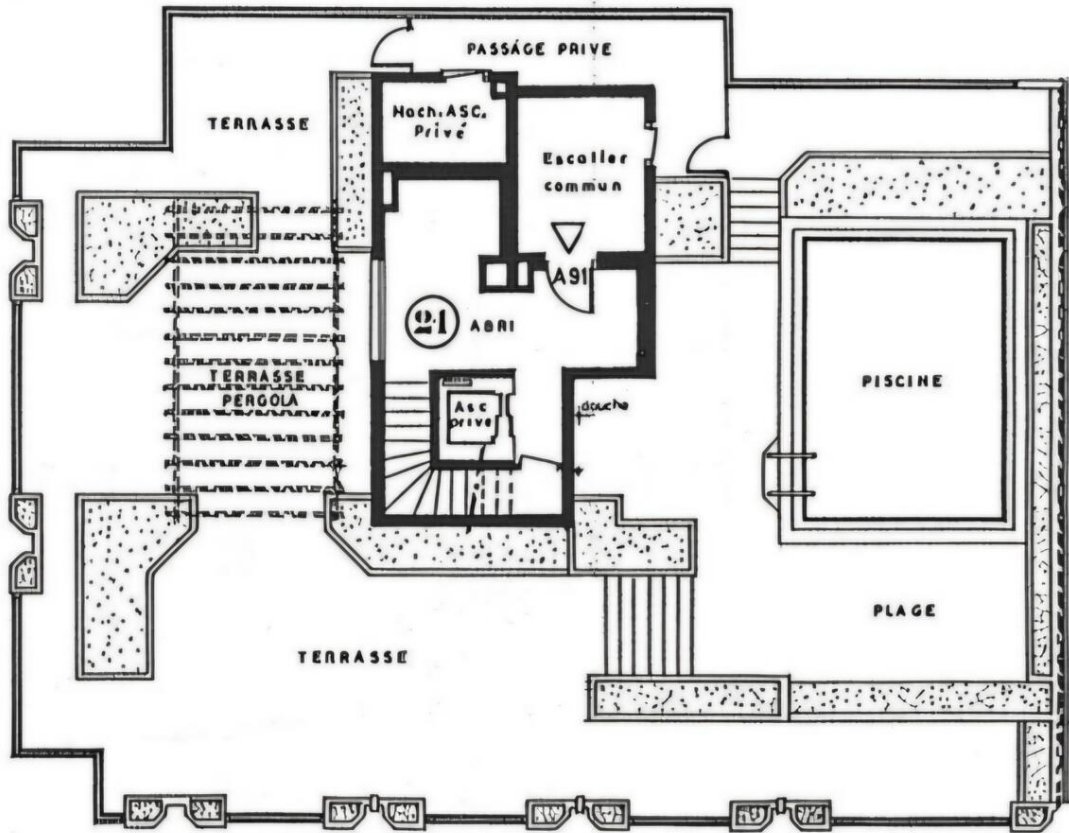 PASSAGE PRIVE
TERRASSE
Mach. ASC.
Privé
Escalier
commun
A91
21 ABRI
TERRASSE
PERGOLA
PISCINE
Asc
privé
douche
PLAGE
TERRASSE